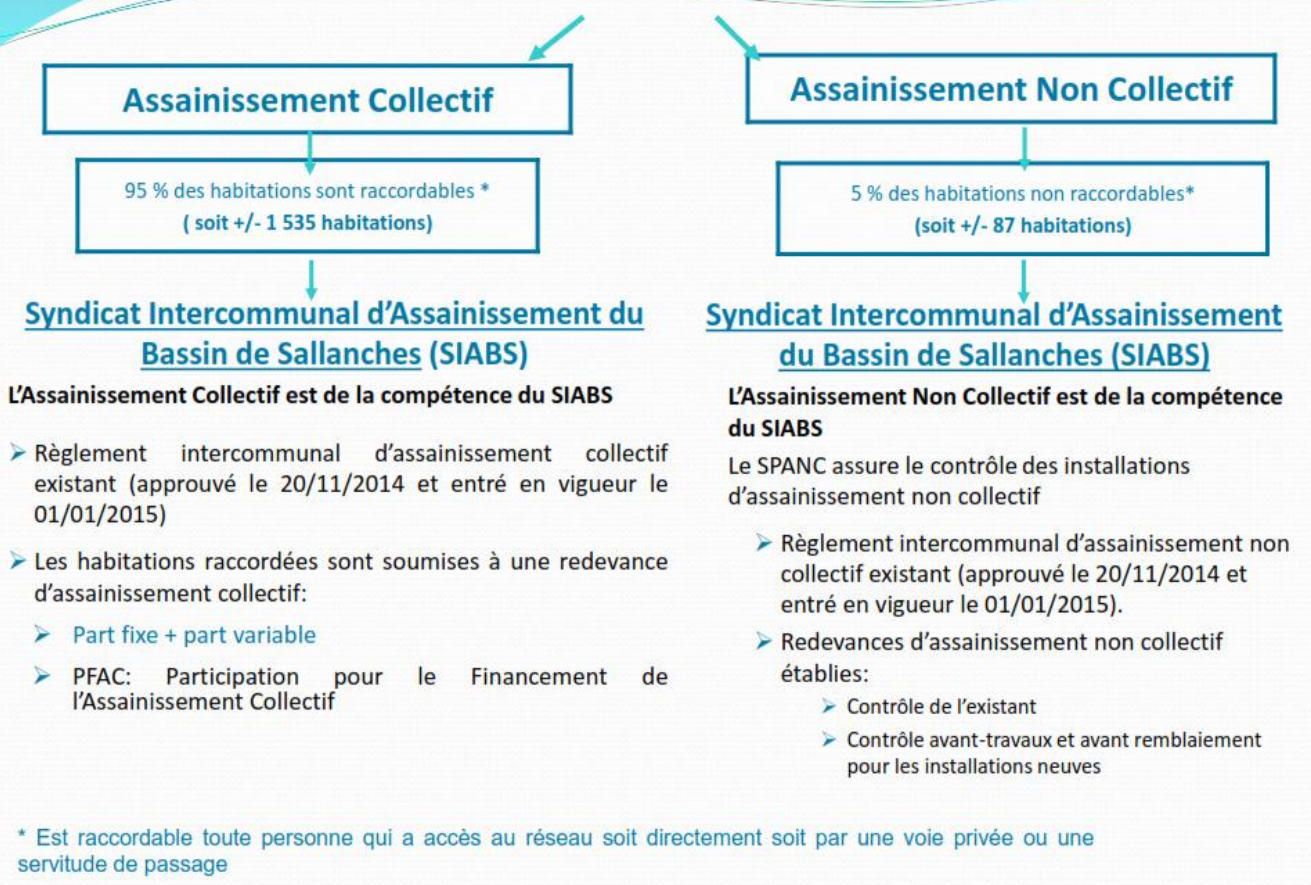 Assainissement Collectif
95 % des habitations sont raccordables *
( soit +/- 1 535 habitations)
Syndicat Intercommunal d’Assainissement du
Bassin de Sallanches (SIABS)
L’Assainissement Collectif est de la compétence du SIABS
➢ Règlement intercommunal d’assainissement collectif
existant (approuvé le 20/11/2014 et entré en vigueur le
01/01/2015)
➢ Les habitations raccordées sont soumises à une redevance
d’assainissement collectif:
➢ Part fixe + part variable
➢ PFAC: Participation pour le Financement de
l’Assainissement Collectif
Assainissement Non Collectif
5 % des habitations non raccordables*
(soit +/- 87 habitations)
Syndicat Intercommunal d’Assainissement
du Bassin de Sallanches (SIABS)
L’Assainissement Non Collectif est de la compétence
du SIABS
Le SPANC assure le contrôle des installations
d’assainissement non collectif
➢ Règlement intercommunal d’assainissement non
collectif existant (approuvé le 20/11/2014 et
entré en vigueur le 01/01/2015).
➢ Redevances d’assainissement non collectif
établies:
➢ Contrôle de l’existant
➢ Contrôle avant-travaux et avant remblaiement
pour les installations neuves
* Est raccordable toute personne qui a accès au réseau soit directement soit par une voie privée ou une
servitude de passage